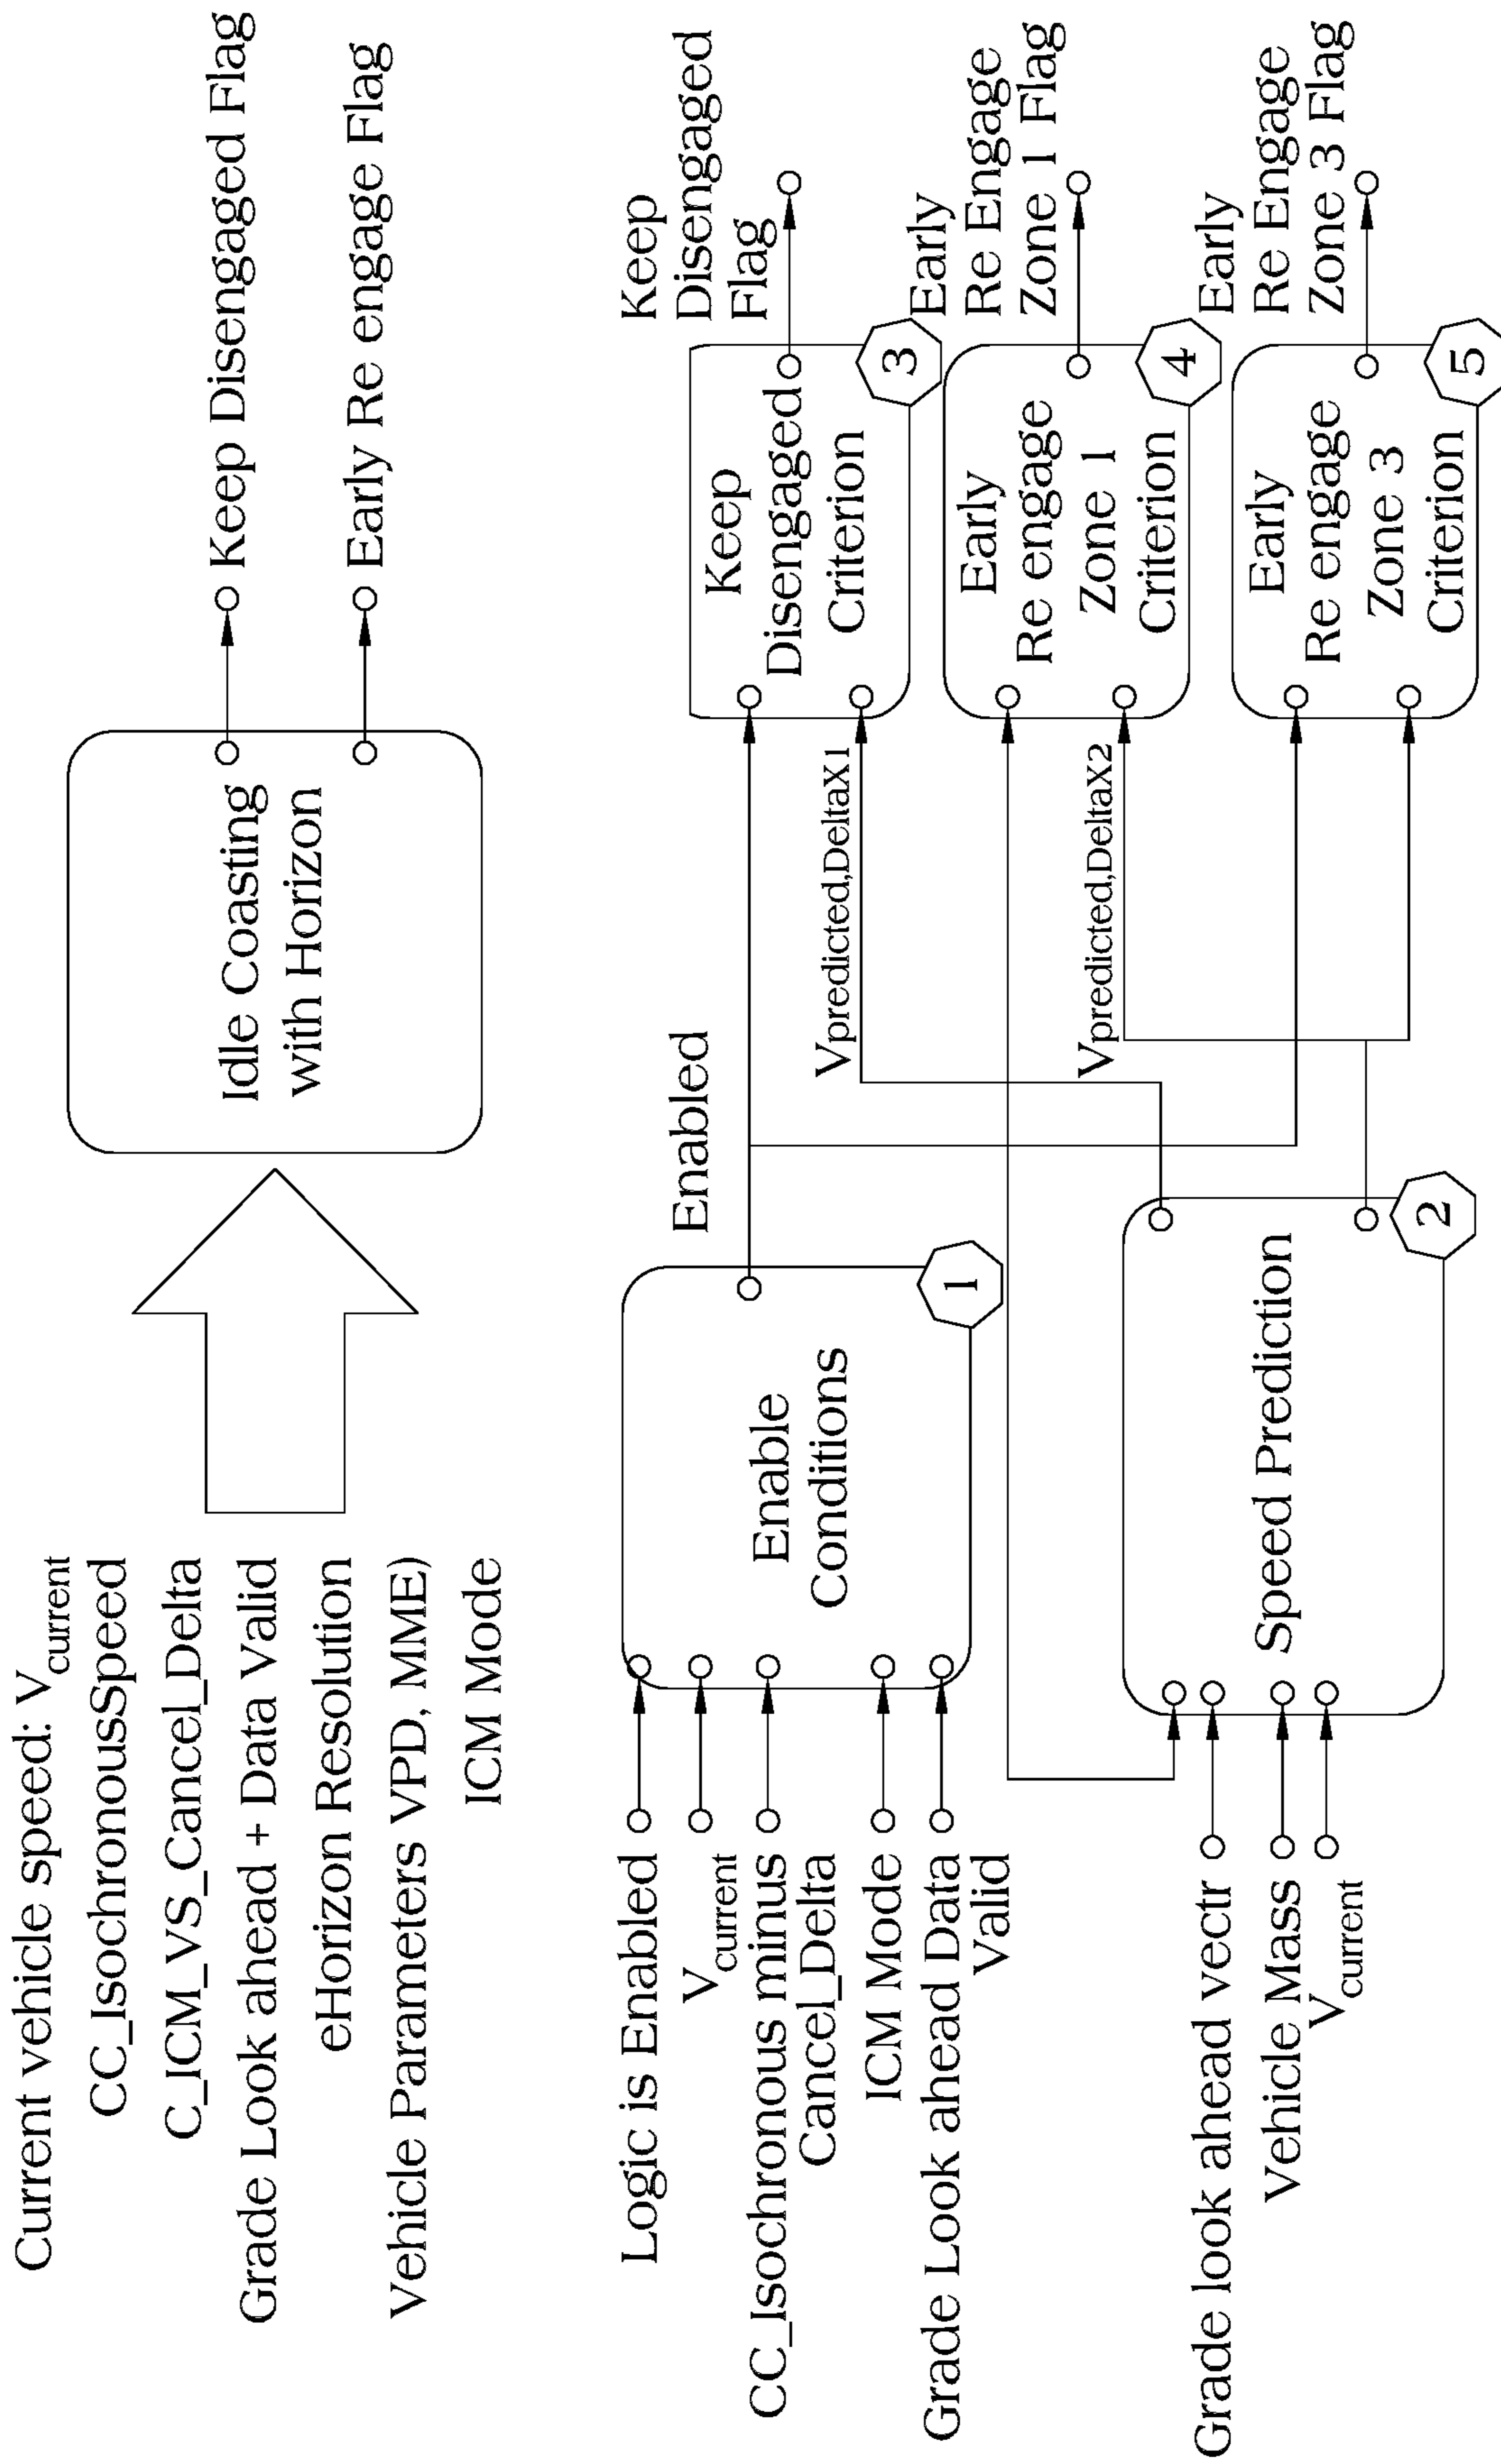 Current vehicle speed: Vcurrent
CC_IsochronousSpeed
C_ICM_VS_Cancel_Delta
Grade Look ahead + Data Valid
eHorizon Resolution
Vehicle Parameters VPD, MME)
ICM Mode
Idle Coasting
with Horizon
Keep Disengaged Flag
Early Re engage Flag
Logic is Enabled
Vcurrent
CC_Isochronous minus
Cancel_Delta
ICM Mode
Grade Look ahead Data
Valid
Enable
Conditions
1
Enabled
Grade look ahead vectr
Vehicle Mass
Vcurrent
Speed Prediction
2
Vpredicted,DeltaX1
Vpredicted,DeltaX2
Keep
Disengaged
Criterion
3
Keep
Disengaged
Flag
Early
Re engage
Zone 1
Criterion
4
Early
Re Engage
Zone 1 Flag
Early
Re engage
Zone 3
Criterion
5
Early
Re Engage
Zone 3 Flag